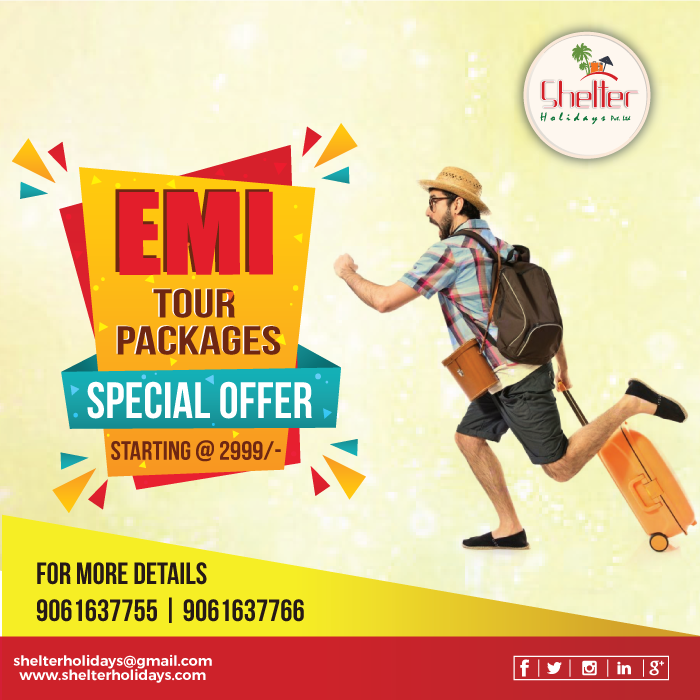 Shelter
Holidays Pvt. Ltd
EMI
TOUR
PACKAGES
SPECIAL OFFER
STARTING @ 2999/-
FOR MORE DETAILS
9061637755 | 9061637766
shelterholidays@gmail.com
www.shelterholidays.com